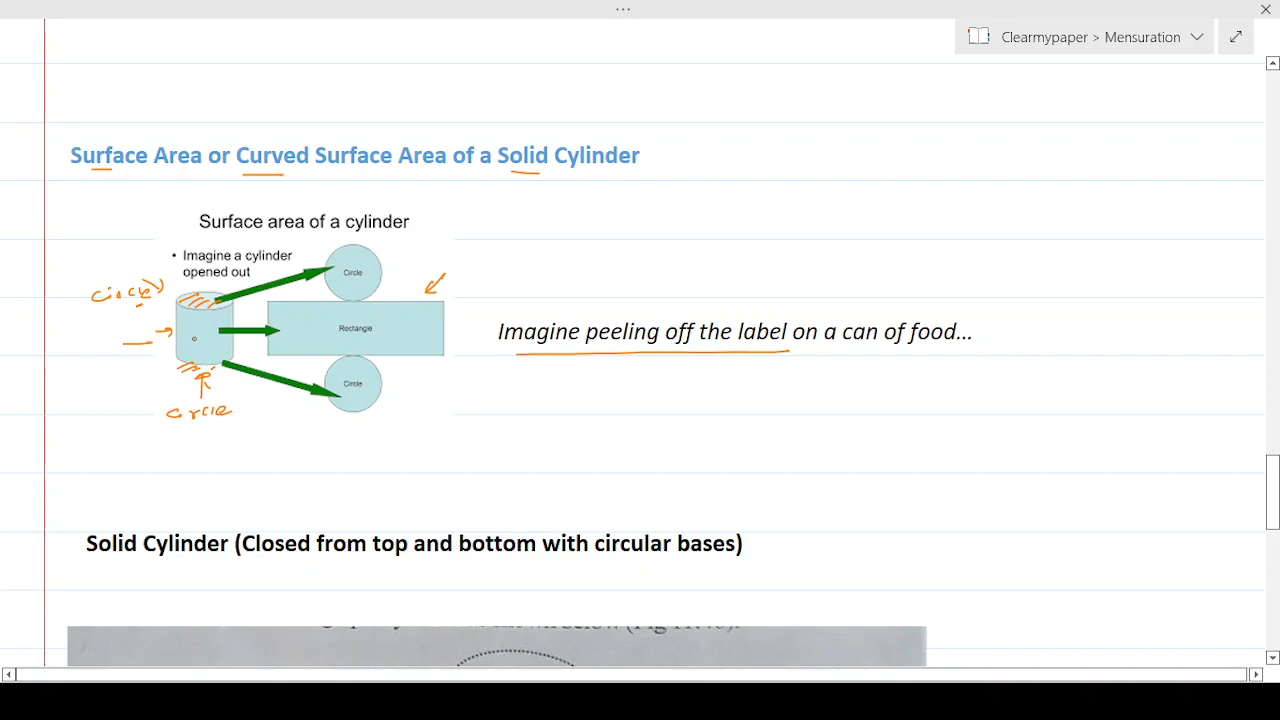 Clearmypaper > Mensuration
Surface Area or Curved Surface Area of a Solid Cylinder
Surface area of a cylinder
• Imagine a cylinder
opened out
Circle
Circle
Rectangle
Imagine peeling off the label on a can of food...
Circle
Circle
Solid Cylinder (Closed from top and bottom with circular bases)